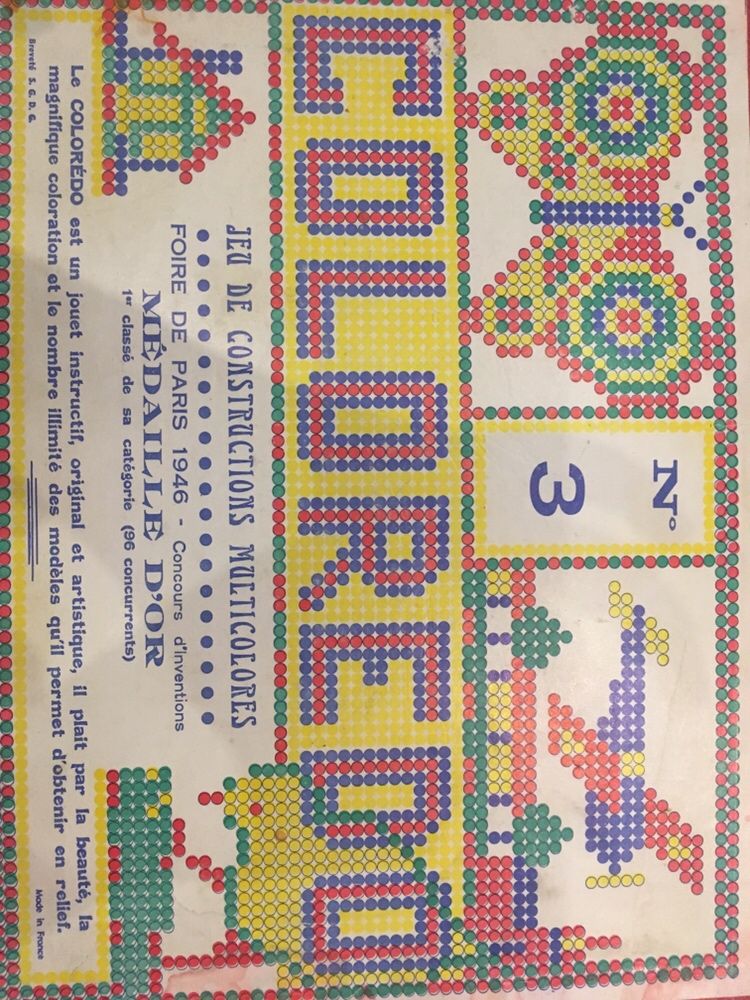 N° 3
COLOREDO
JEU DE CONSTRUCTIONS MULTICOLORES
FOIRE DE PARIS 1946 - Concours d'Inventions
MÉDAILLE D'OR
1er classé de sa catégorie (96 concurrents)
Le COLORÉDO est un jouet instructif, original et artistique, il plait par la beauté, la
magnifique coloration et le nombre illimité des modèles qu'il permet d'obtenir en relief.
Breveté S. G. D. G.
Made in France